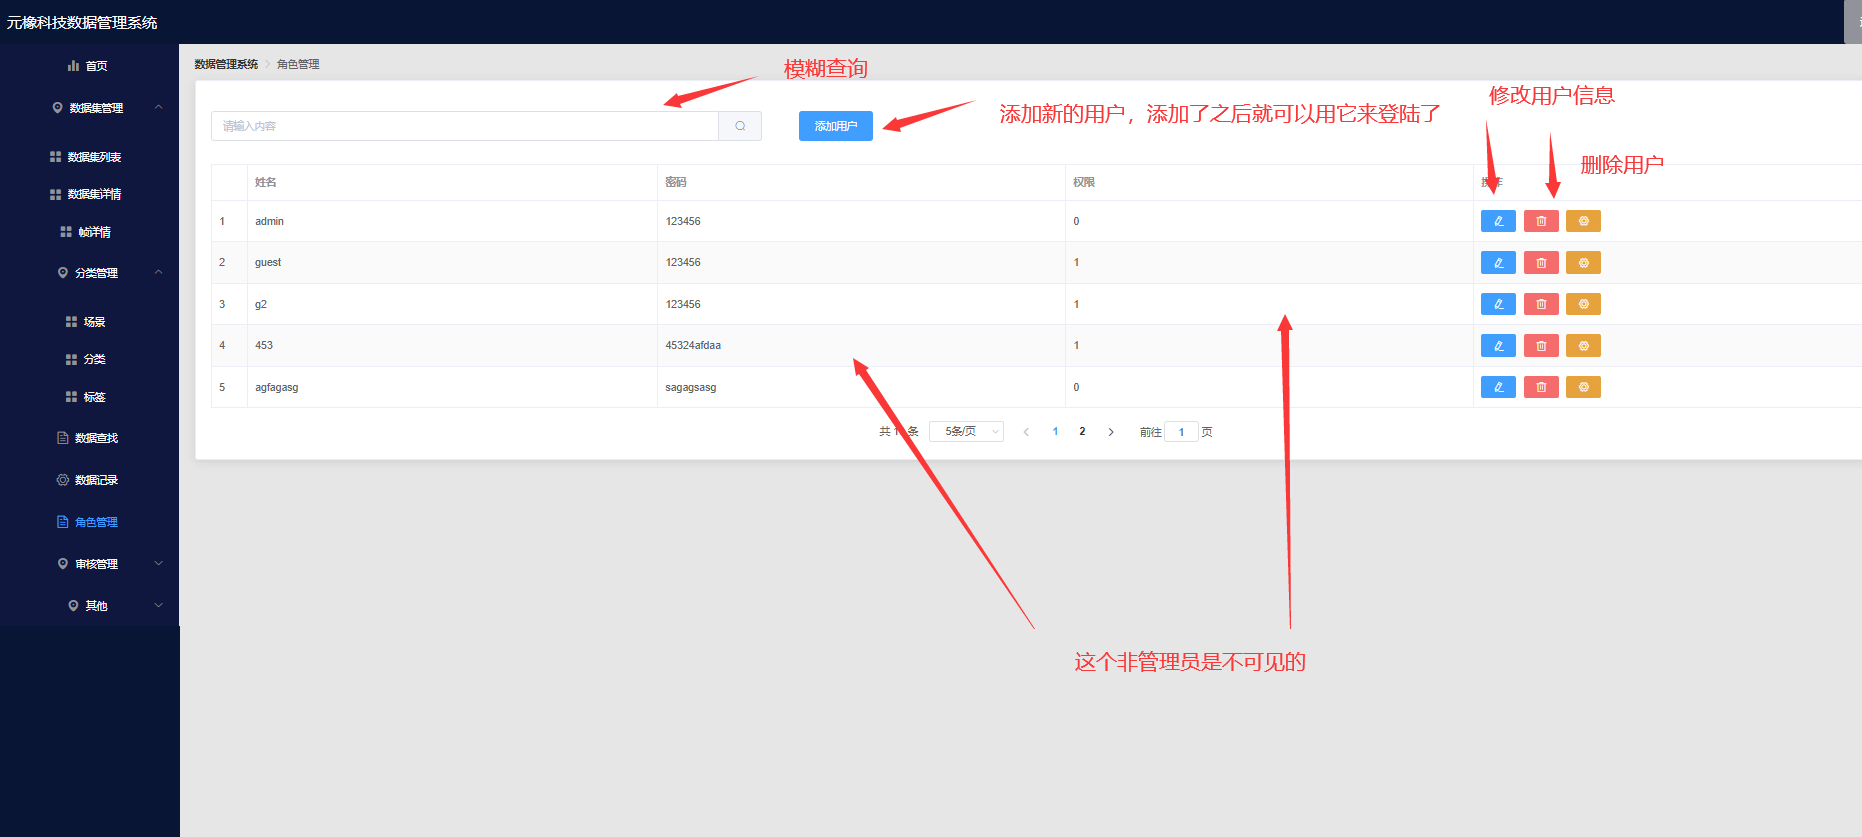 元橡科技数据管理系统
首页
数据集管理
数据集列表
数据集详情
帧详情
分类管理
场景
分类
标签
数据查找
数据记录
角色管理
审核管理
其他
数据管理系统 角色管理
模糊查询
请输入内容
添加用户
添加新的用户，添加了之后就可以用它来登陆了
修改用户信息
删除用户
姓名 密码 权限
1 admin 123456 0
2 guest 123456 1
3 g2 123456 1
4 453 45324afdaa 1
5 agfagasg sagagsasg 0
共 条 5条/页 1 2 前往 1 页
这个非管理员是不可见的